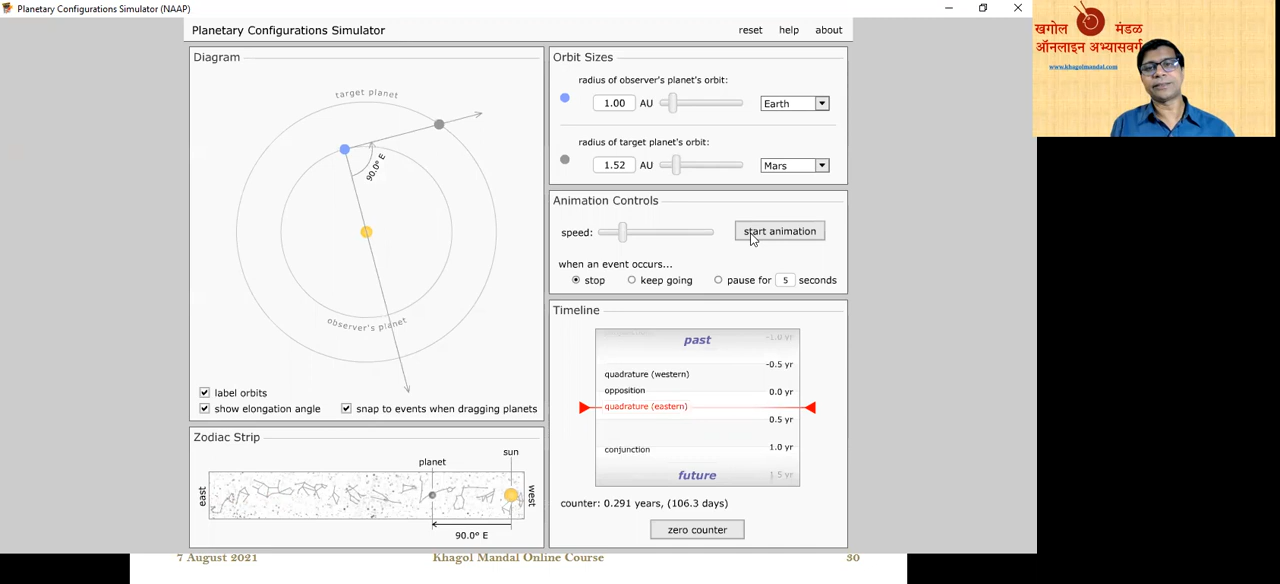 Planetary Configurations Simulator (NAAP)
Planetary Configurations Simulator
reset help about
खगोल मंडळ
ऑनलाइन अभ्यासवर्ग
www.khagolmandal.com
Diagram
target planet
90.0° E
observer's planet
label orbits
show elongation angle
snap to events when dragging planets
Zodiac Strip
planet
sun
east
west
90.0° E
Orbit Sizes
radius of observer's planet's orbit:
1.00 AU Earth
radius of target planet's orbit:
1.52 AU Mars
Animation Controls
speed: start animation
when an event occurs...
stop keep going pause for 5 seconds
Timeline
-1.0 yr
past
-0.5 yr
quadrature (western)
opposition 0.0 yr
quadrature (eastern)
0.5 yr
conjunction 1.0 yr
future 1.5 yr
counter: 0.291 years, (106.3 days)
zero counter
7 August 2021 Khagol Mandal Online Course 30